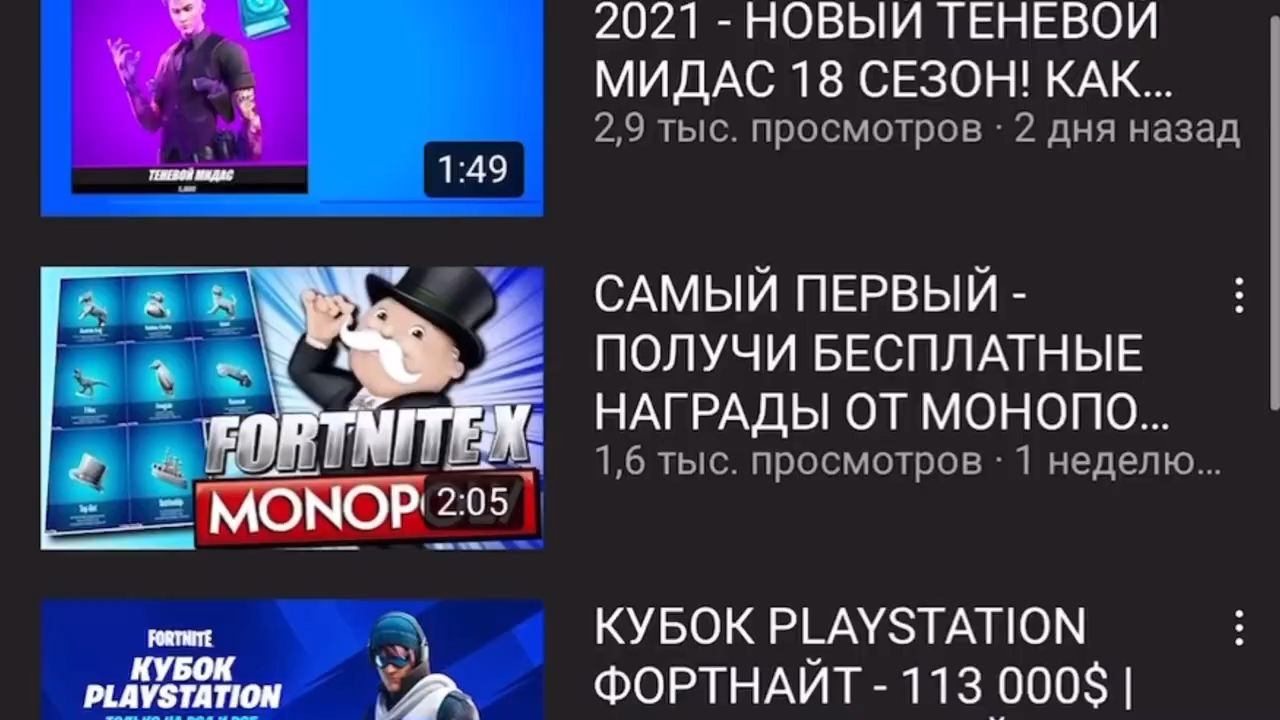 2021 - НОВЫЙ ТЕНЕВОЙ
МИДАС 18 СЕЗОН! КАК...
2,9 тыс. просмотров · 2 дня назад
ТЕНЕВОЙ МИДАС
1:49
САМЫЙ ПЕРВЫЙ -
ПОЛУЧИ БЕСПЛАТНЫЕ
НАГРАДЫ ОТ МОНОПО...
1,6 тыс. просмотров · 1 неделю...
FORTNITE X
MONOPOLY
2:05
КУБОК PLAYSTATION
ФОРТНАЙТ - 113 000$ |
FORTNITE
КУБОК
PLAYSTATION